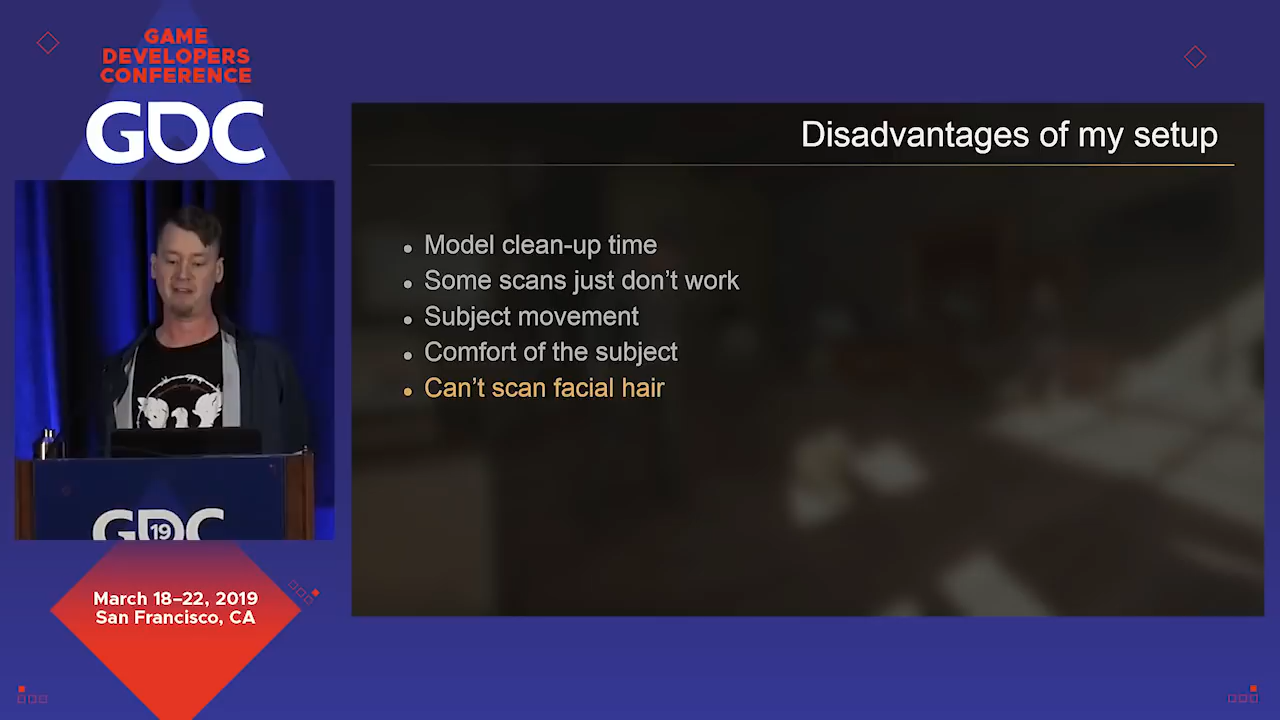 GAME
DEVELOPERS
CONFERENCE
GDC
Disadvantages of my setup
Model clean-up time
Some scans just don't work
Subject movement
Comfort of the subject
Can't scan facial hair
GDC
19
March 18–22, 2019
San Francisco, CA